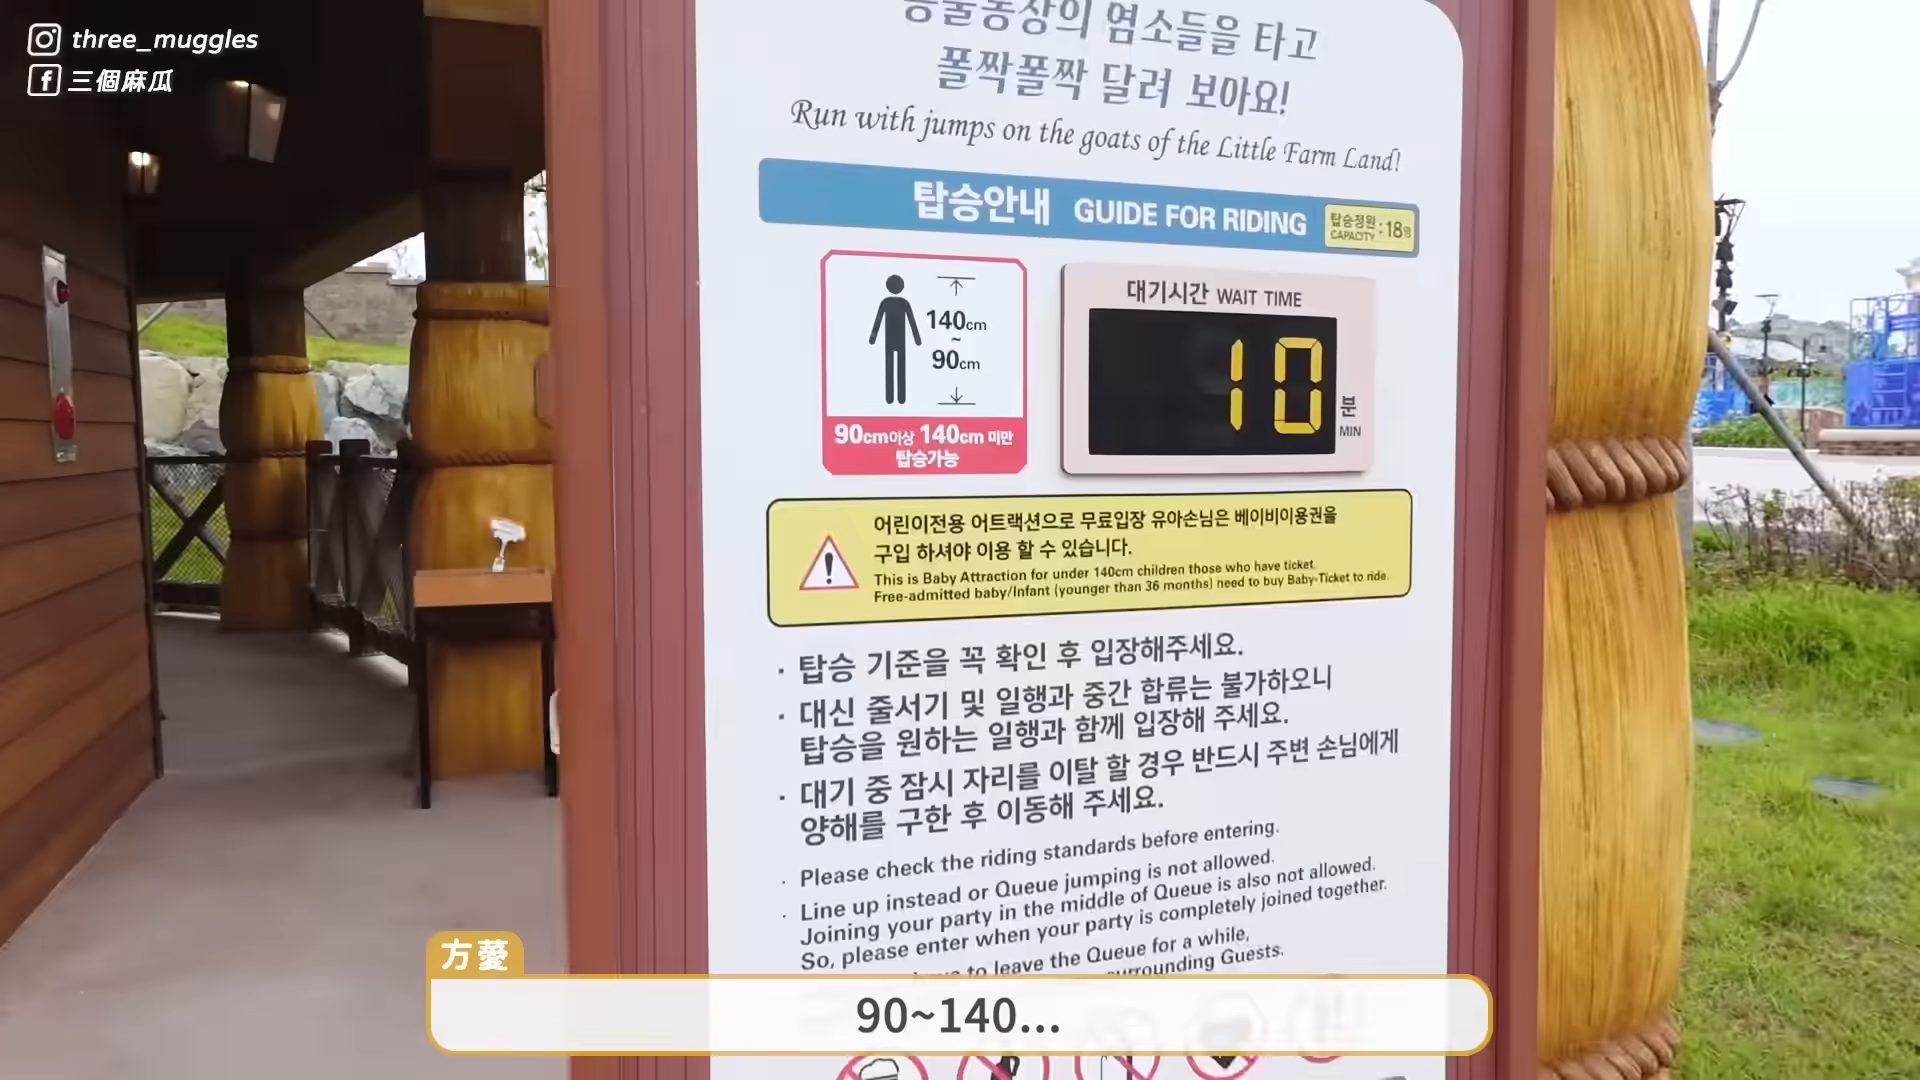 three_muggles
三個麻瓜
동물농장의 염소들을 타고
폴짝폴짝 달려 보아요!
Run with jumps on the goats of the Little Farm Land!
탑승안내 GUIDE FOR RIDING
탑승정원 : 18명
CAPACITY
140cm
~
90cm
90cm이상 140cm 미만
탑승가능
대기시간 WAIT TIME
10
분
MIN
어린이전용 어트랙션으로 무료입장 유아손님은 베이비이용권을
구입 하셔야 이용 할 수 있습니다.
This is Baby Attraction for under 140cm children those who have ticket.
Free-admitted baby/Infant (younger than 36 months) need to buy Baby-Ticket to ride.
· 탑승 기준을 꼭 확인 후 입장해주세요.
· 대신 줄서기 및 일행과 중간 합류는 불가하오니
탑승을 원하는 일행과 함께 입장해 주세요.
· 대기 중 잠시 자리를 이탈 할 경우 반드시 주변 손님에게
양해를 구한 후 이동해 주세요.
· Please check the riding standards before entering.
· Line up instead or Queue jumping is not allowed.
Joining your party in the middle of Queue is also not allowed.
So, please enter when your party is completely joined together.
to leave the Queue for a while,
surrounding Guests.
方薆
90~140...